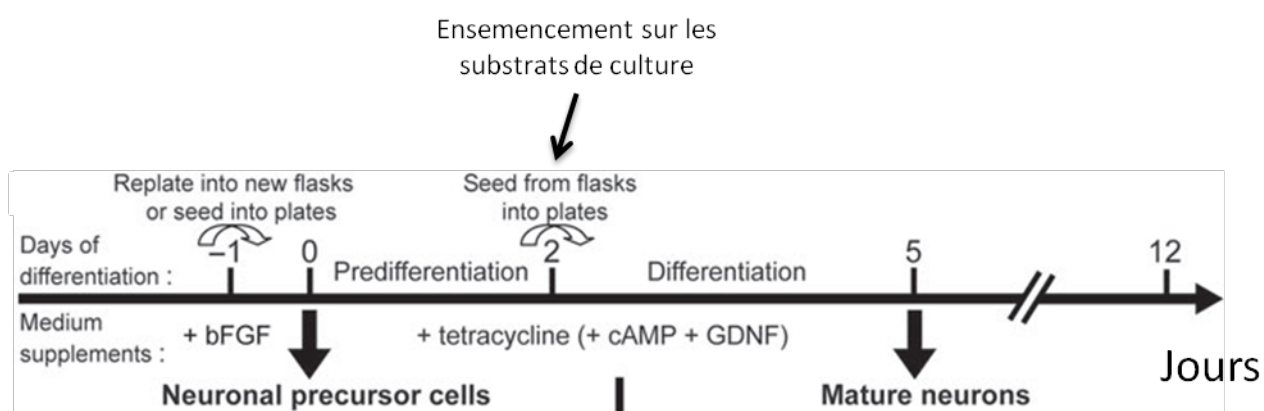 Ensemencement sur les
substrats de culture
Replate into new flasks
or seed into plates
Seed from flasks
into plates
Days of
differentiation :
–1
0
Predifferentiation
2
Differentiation
5
12
Medium
supplements :
+ bFGF
+ tetracycline (+ cAMP + GDNF)
Jours
Neuronal precursor cells
Mature neurons